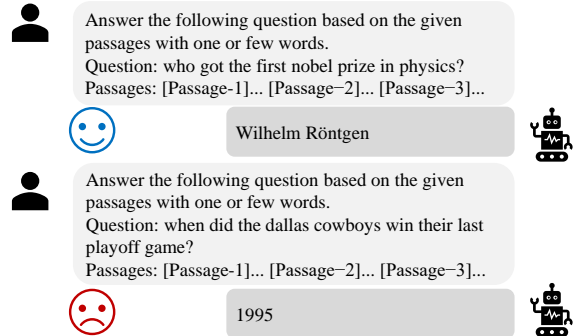 Answer the following question based on the given
passages with one or few words.
Question: who got the first nobel prize in physics?
Passages: [Passage-1]... [Passage−2]... [Passage−3]...
Wilhelm Röntgen
Answer the following question based on the given
passages with one or few words.
Question: when did the dallas cowboys win their last
playoff game?
Passages: [Passage-1]... [Passage−2]... [Passage−3]...
1995